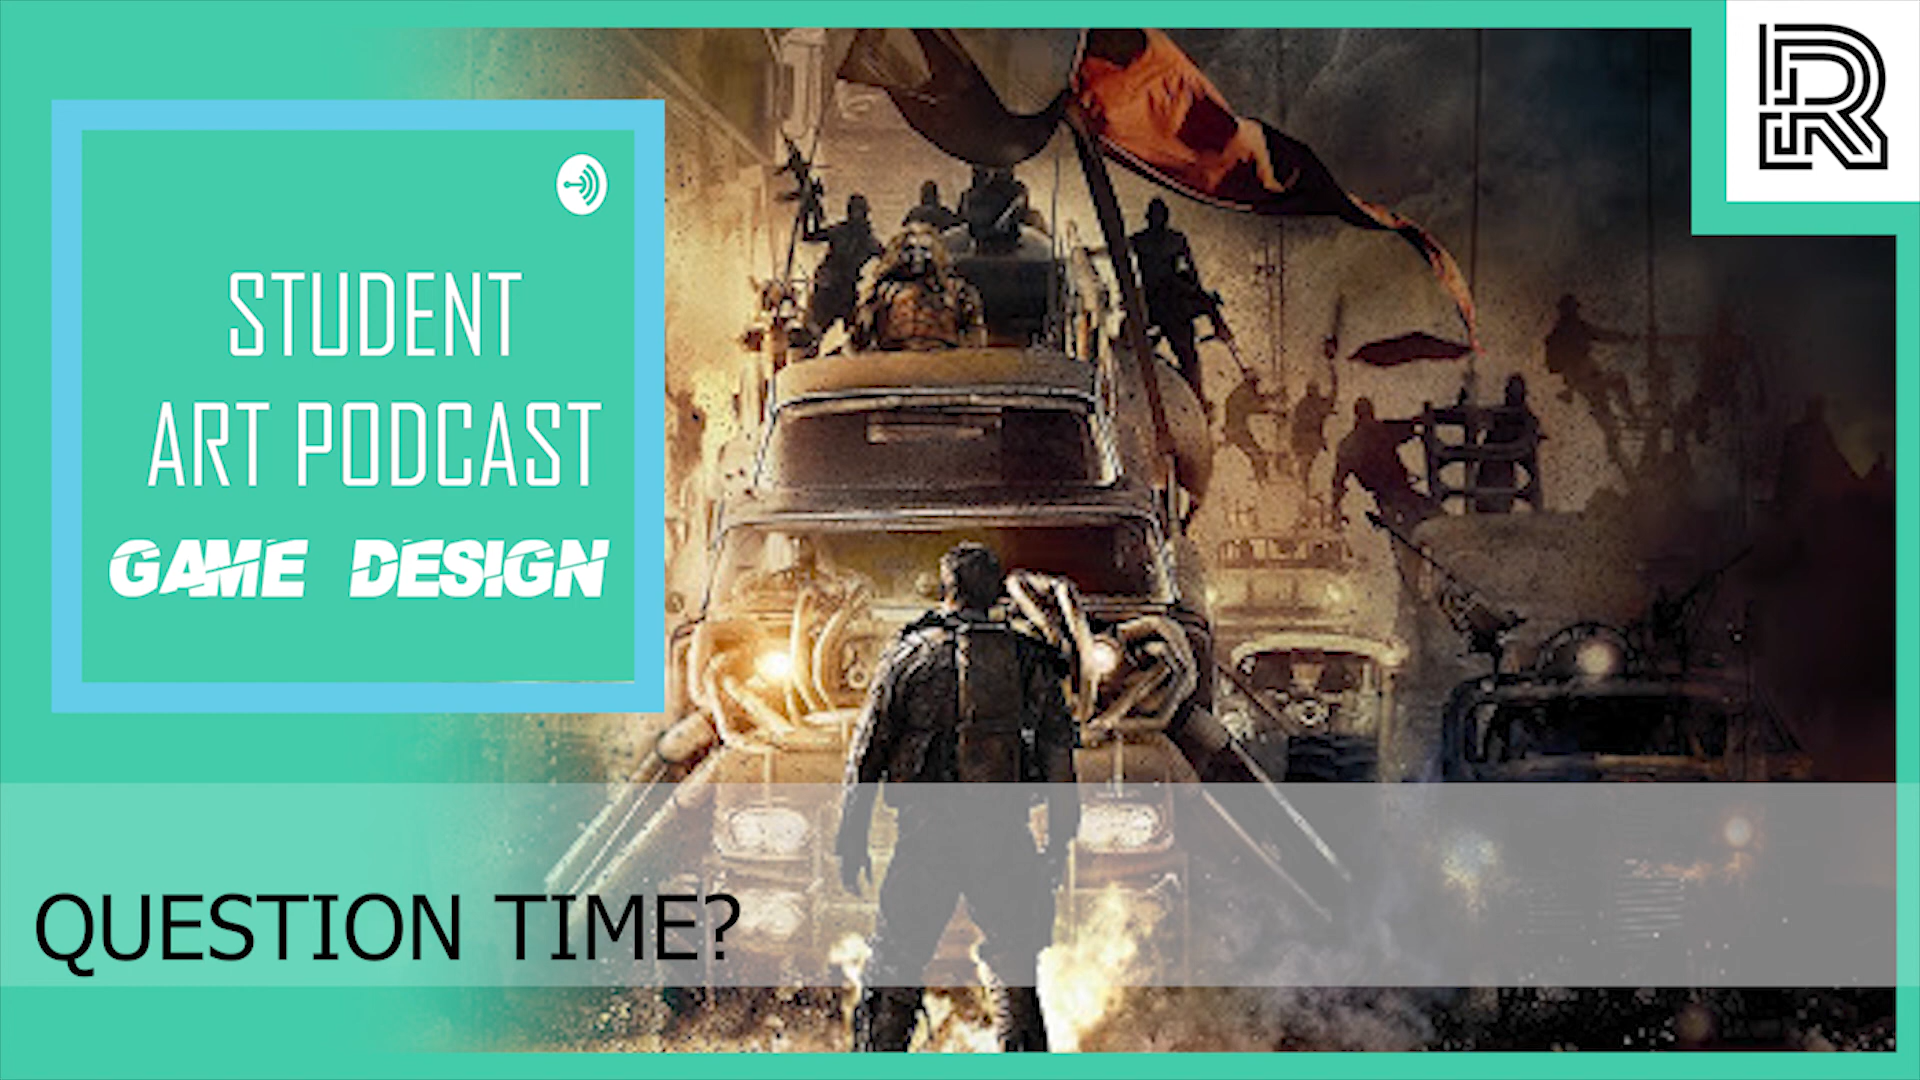 STUDENT
ART PODCAST
GAME DESIGN
QUESTION TIME?
R